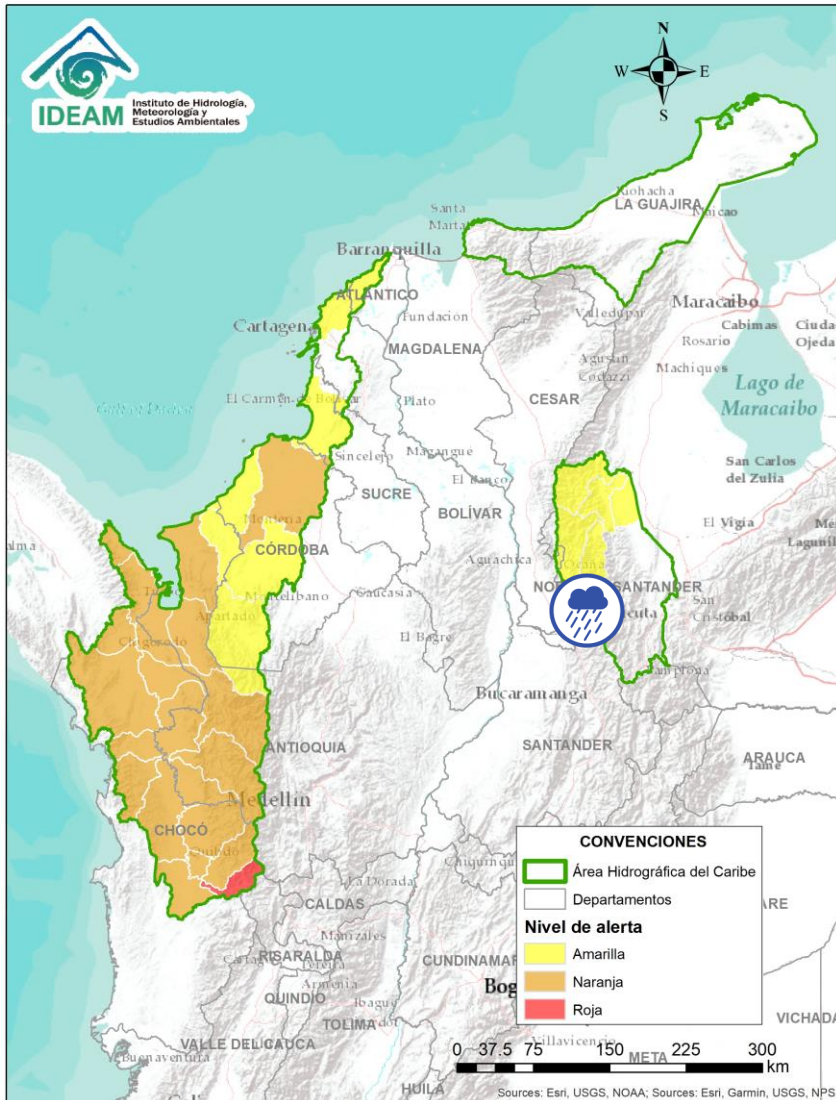 IDEAM
Instituto de Hidrología,
Meteorología y
Estudios Ambientales
N
W
E
S
Riohacha
LA GUAJIRA
Maicao
Santa
Marta
Barranquilla
ATLÁNTICO
Cartagena
Fundación
Valledupar
Maracaibo
Cabimas
Ciudad
Ojeda
Rosario
MAGDALENA
Agustín
Codazzi
Machiques
Lago de
Maracaibo
El Carmen de Bolívar
Plato
CESAR
Sincelejo
Magangué
San Carlos
del Zulia
SUCRE
El Banco
BOLÍVAR
El Vigía
Montería
CÓRDOBA
Aguachica
Ocaña
SANTANDER
San
Cristóbal
Montelíbano
Caucasia
Apartadó
El Bagre
Chigorodó
Pamplona
Bucaramanga
ANTIOQUIA
SANTANDER
ARAUCA
Tame
Medellín
CHOCÓ
Quibdó
La Dorada
CALDAS
Manizales
RISARALDA
Pereira
Armenia
QUINDÍO
Ibagué
TOLIMA
VALLE DEL CAUCA
Buenaventura
HUILA
Villavicencio
META
VICHADA
CONVENCIONES
Área Hidrográfica del Caribe
Departamentos
Nivel de alerta
Amarilla
Naranja
Roja
0 37.5 75 150 225 300
km
Sources: Esri, USGS, NOAA; Sources: Esri, Garmin, USGS, NPS